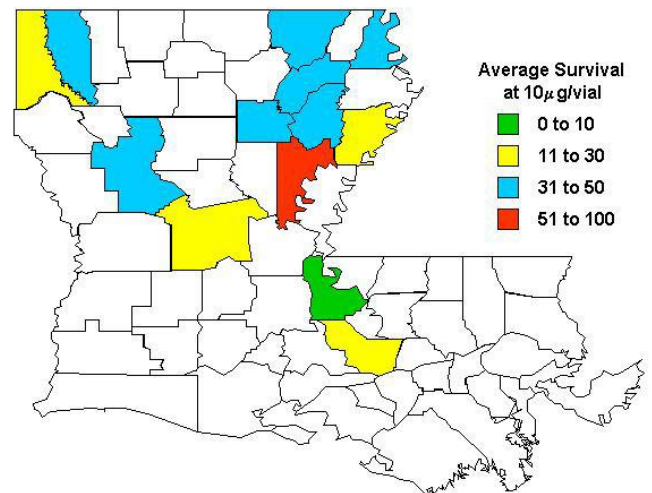 Average Survival
at 10μg/vial
0 to 10
11 to 30
31 to 50
51 to 100